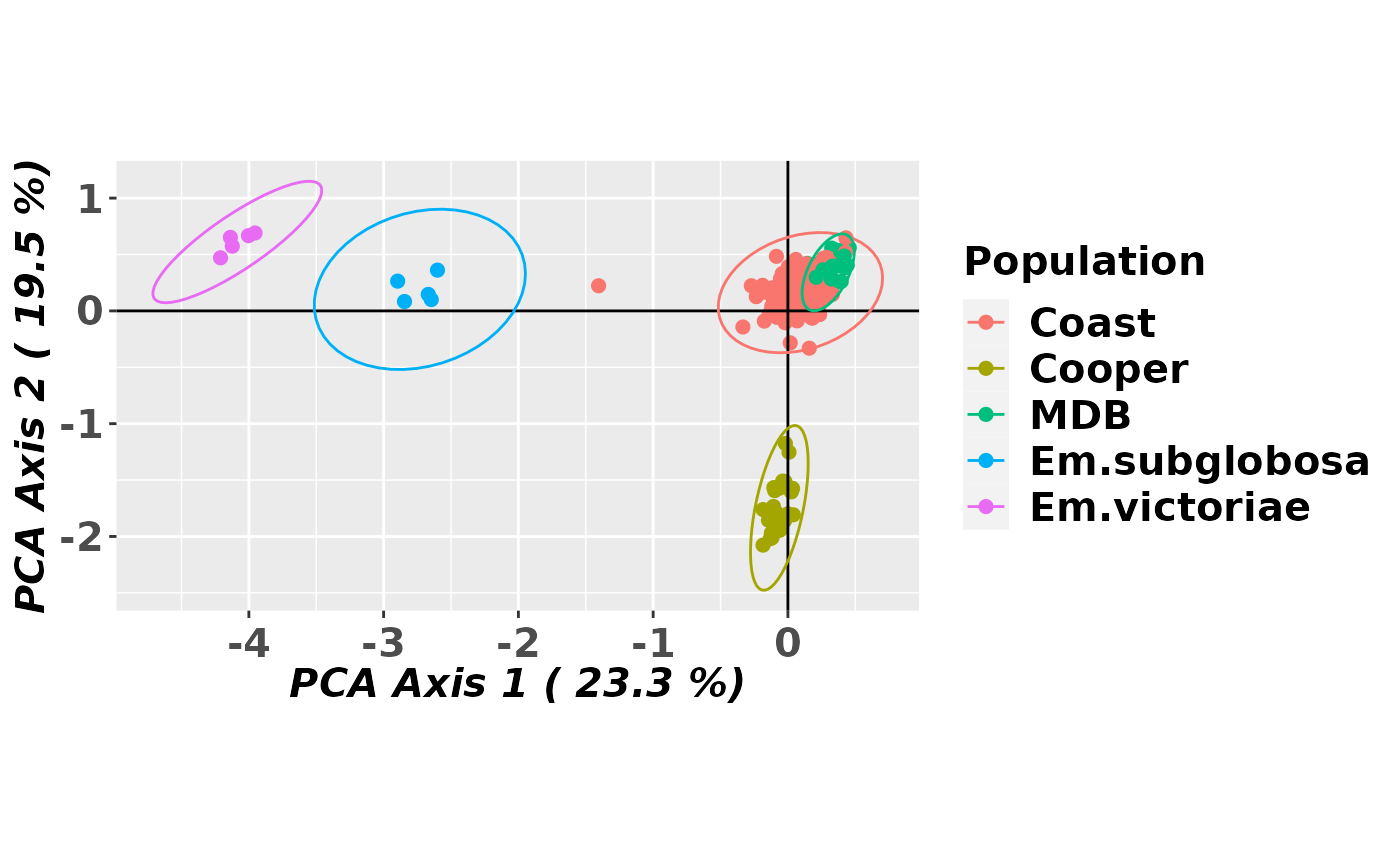 PCA Axis 2 ( 19.5 %)
1
0
-1
-2
-4 -3 -2 -1 0
PCA Axis 1 ( 23.3 %)
Population
Coast
Cooper
MDB
Em.subglobosa
Em.victoriae